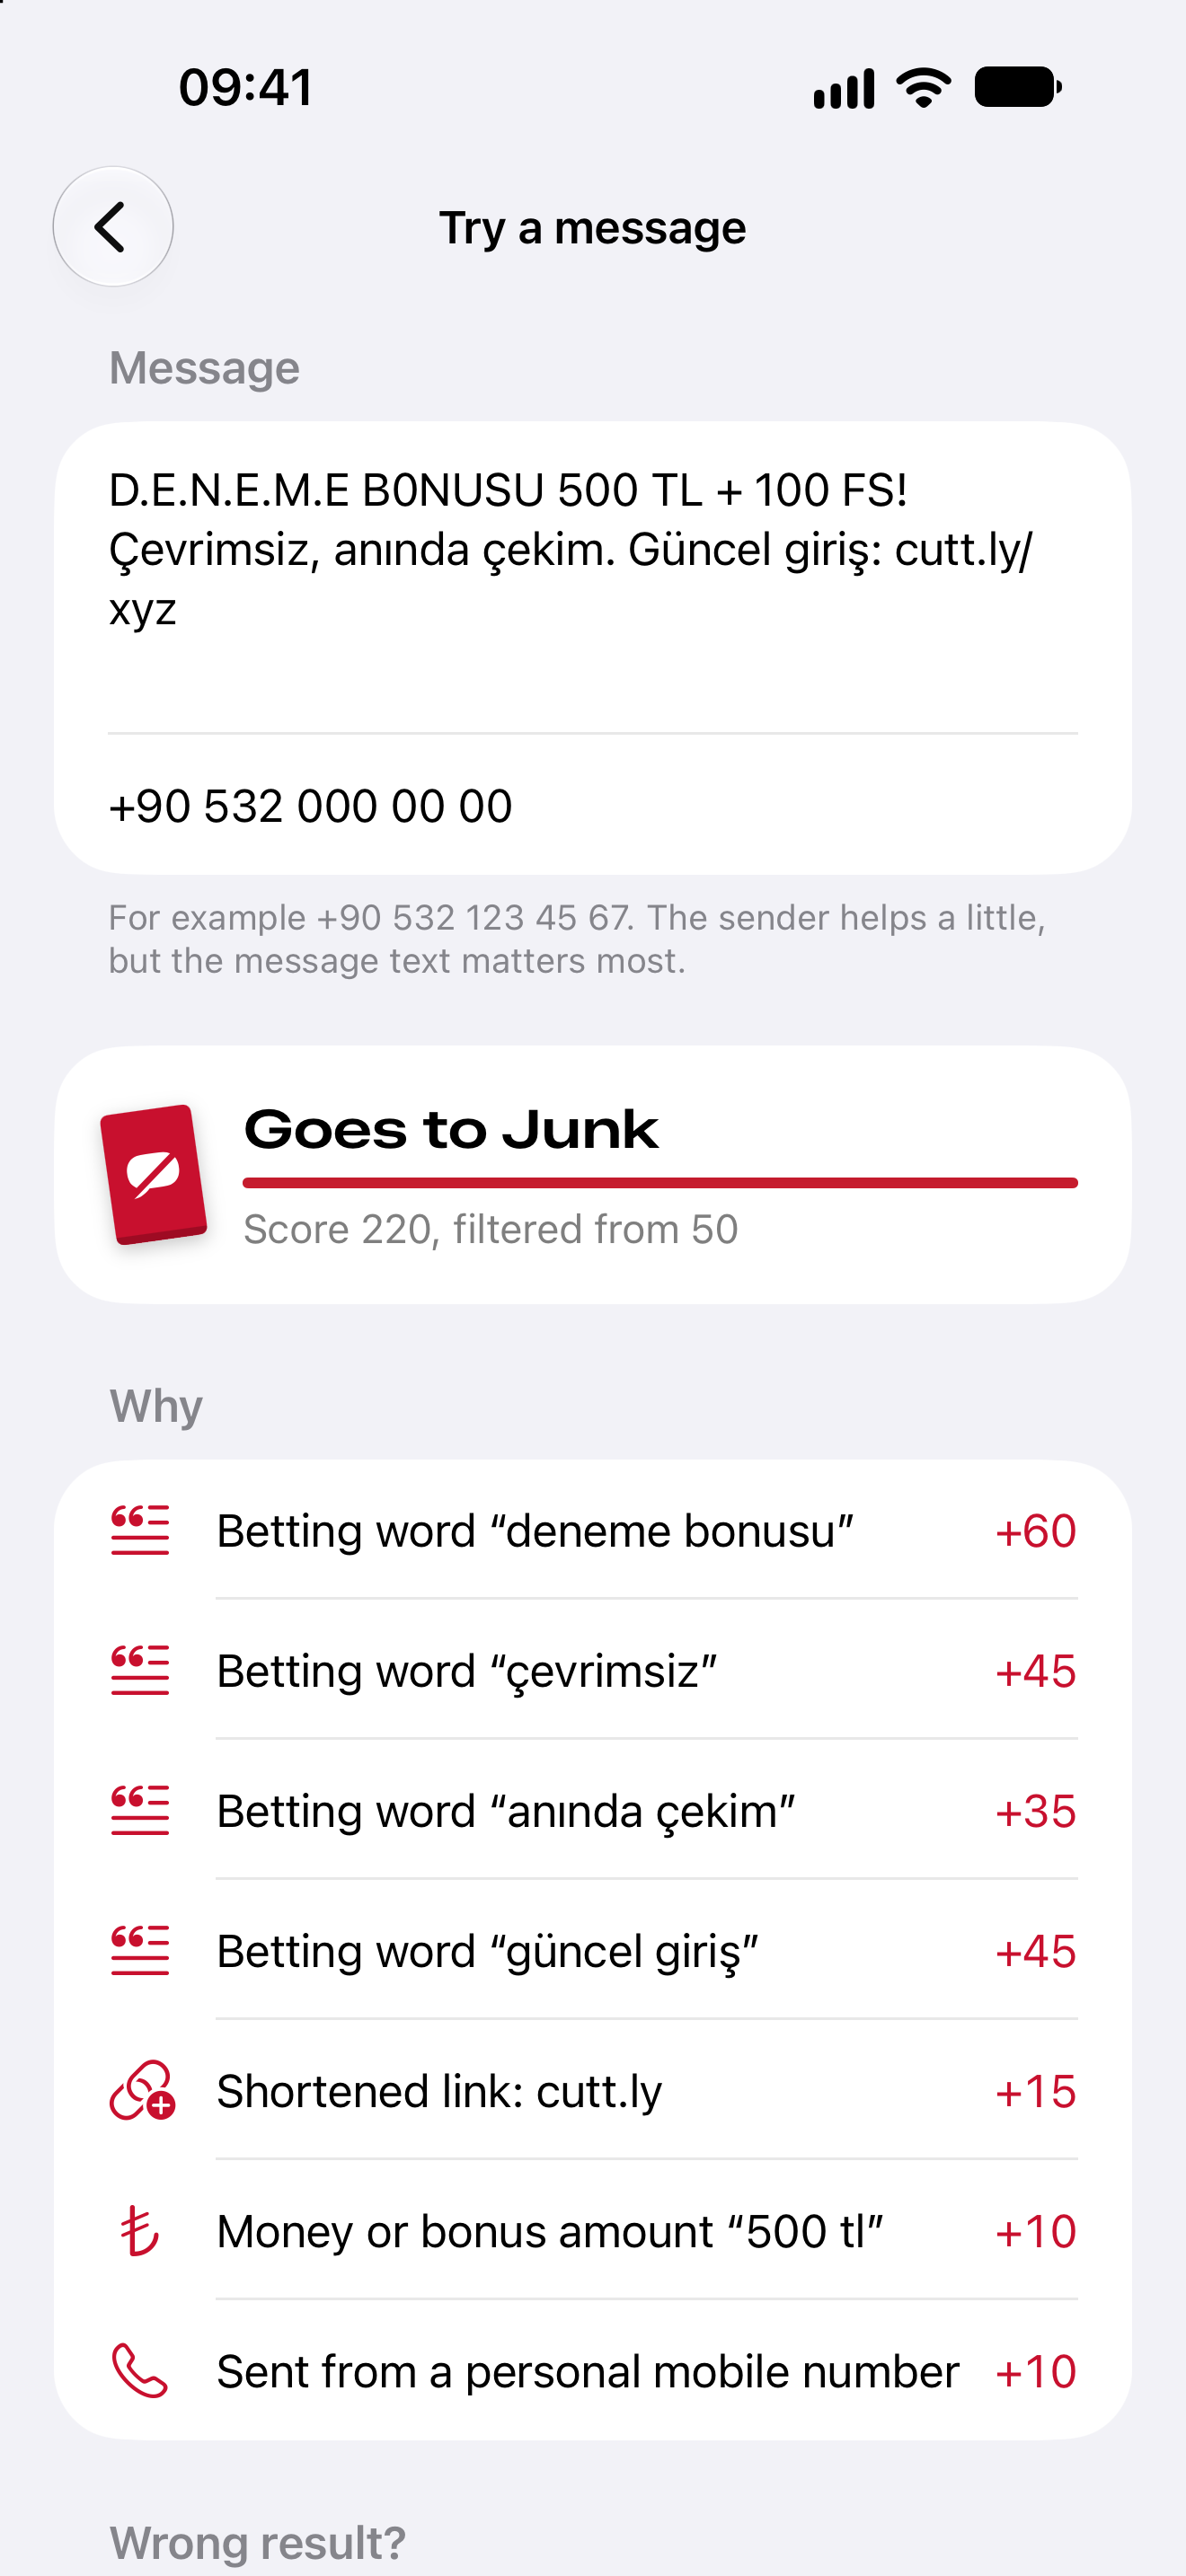 09:41
Try a message
Message
D.E.N.E.M.E B0NUSU 500 TL + 100 FS!
Çevrimsiz, anında çekim. Güncel giriş: cutt.ly/
xyz
+90 532 000 00 00
For example +90 532 123 45 67. The sender helps a little,
but the message text matters most.
Goes to Junk
Score 220, filtered from 50
Why
Betting word “deneme bonusu” +60
Betting word “çevrimsiz” +45
Betting word “anında çekim” +35
Betting word “güncel giriş” +45
Shortened link: cutt.ly +15
Money or bonus amount “500 tl” +10
Sent from a personal mobile number +10
Wrong result?